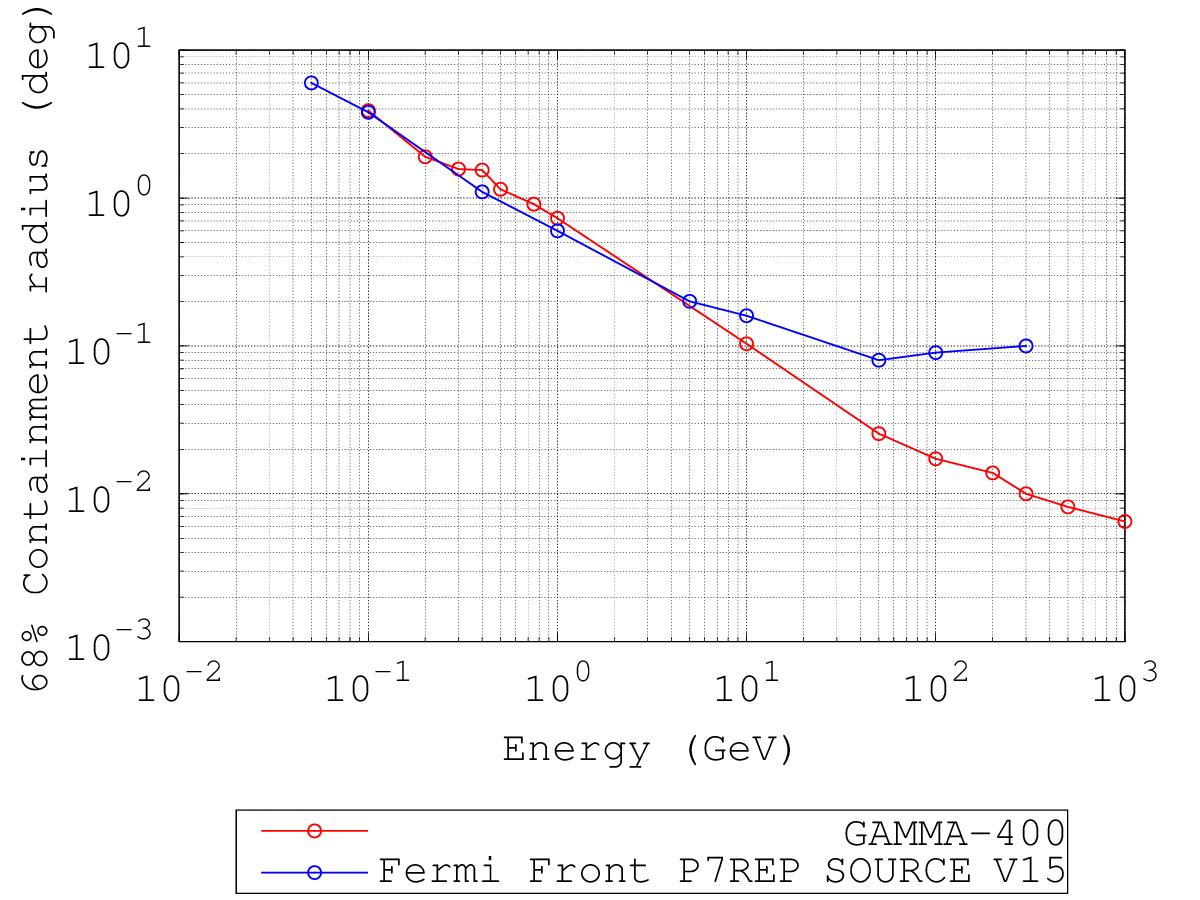 68% Containment radius (deg)
10^1
10^0
10^-1
10^-2
10^-3
10^-2 10^-1 10^0 10^1 10^2 10^3
Energy (GeV)
GAMMA-400
Fermi Front P7REP SOURCE V15